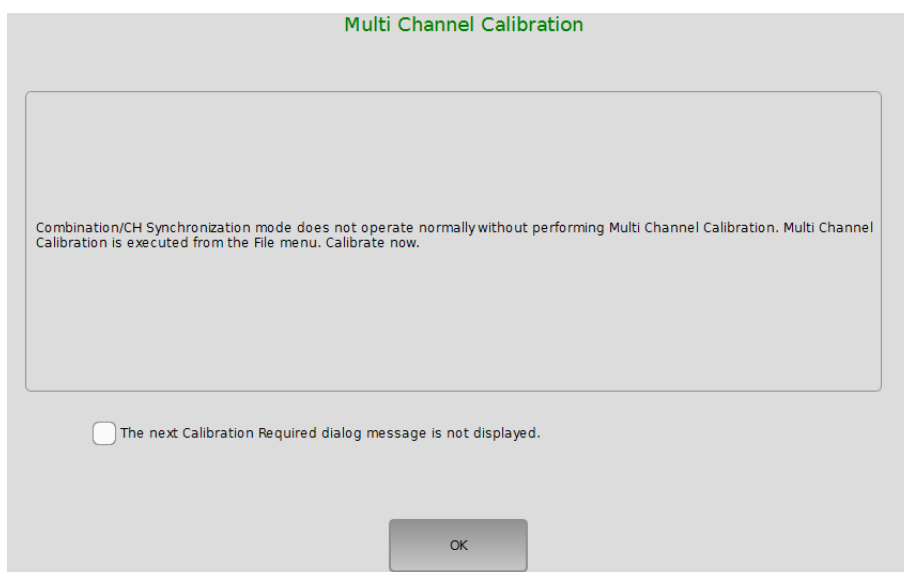 Multi Channel Calibration
Combination/CH Synchronization mode does not operate normally without performing Multi Channel Calibration. Multi Channel
Calibration is executed from the File menu. Calibrate now.
The next Calibration Required dialog message is not displayed.
OK